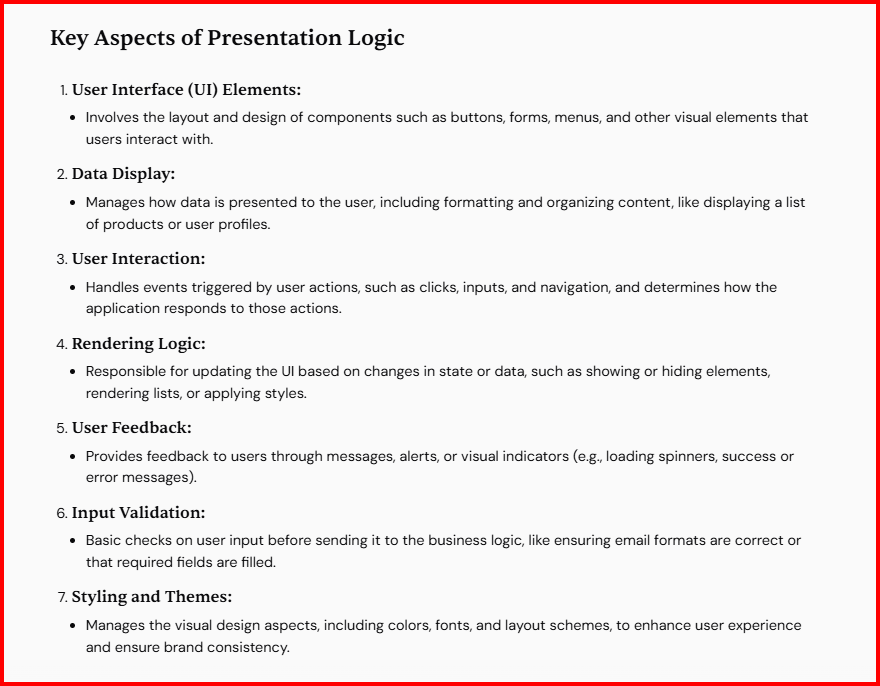 Key Aspects of Presentation Logic
1. User Interface (UI) Elements:
• Involves the layout and design of components such as buttons, forms, menus, and other visual elements that
users interact with.
2. Data Display:
• Manages how data is presented to the user, including formatting and organizing content, like displaying a list
of products or user profiles.
3. User Interaction:
• Handles events triggered by user actions, such as clicks, inputs, and navigation, and determines how the
application responds to those actions.
4. Rendering Logic:
• Responsible for updating the UI based on changes in state or data, such as showing or hiding elements,
rendering lists, or applying styles.
5. User Feedback:
• Provides feedback to users through messages, alerts, or visual indicators (e.g., loading spinners, success or
error messages).
6. Input Validation:
• Basic checks on user input before sending it to the business logic, like ensuring email formats are correct or
that required fields are filled.
7. Styling and Themes:
• Manages the visual design aspects, including colors, fonts, and layout schemes, to enhance user experience
and ensure brand consistency.